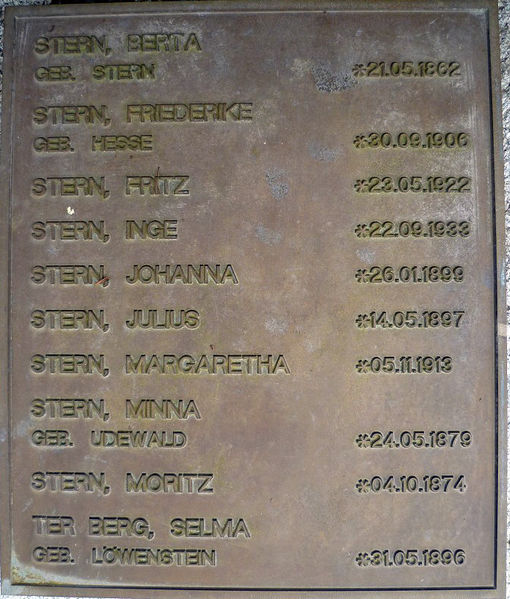 STERN, BERTA
GEB. STERN *21.05.1862
STERN, FRIEDERIKE
GEB. HESSE *30.09.1906
STERN, FRITZ *23.05.1922
STERN, INGE *22.09.1933
STERN, JOHANNA *26.01.1899
STERN, JULIUS *14.05.1897
STERN, MARGARETHA *05.11.1913
STERN, MINNA
GEB. UDEWALD *24.05.1879
STERN, MORITZ *04.10.1874
TER BERG, SELMA
GEB. LÖWENSTEIN *31.05.1896